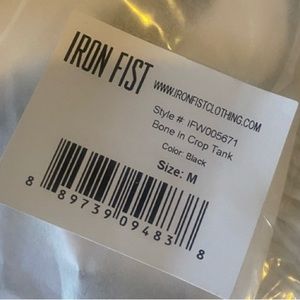 IRON FIST
WWW.IRONFISTCLOTHING.COM
Style #: IFW005671
Bone in Crop Tank
Color: Black
Size: M
8 89739 09483 8